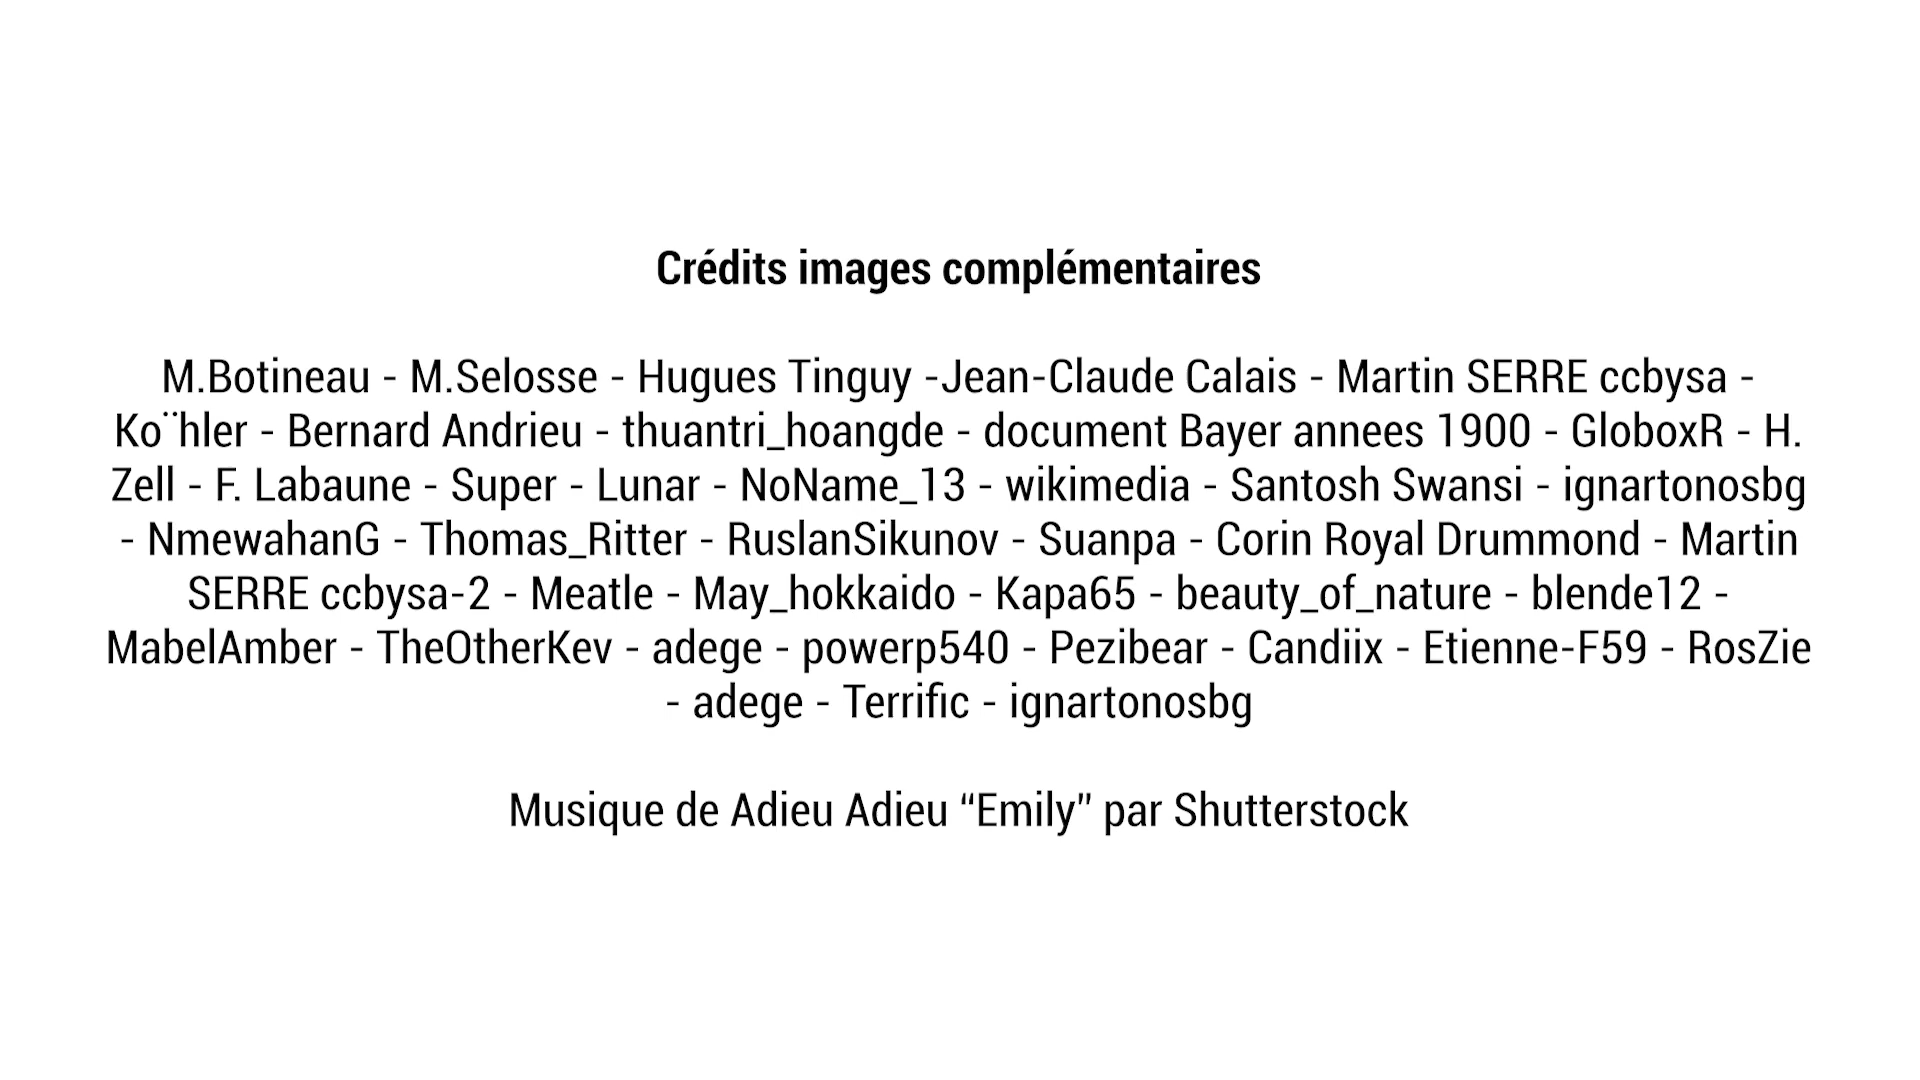 Crédits images complémentaires
M.Botineau - M.Selosse - Hugues Tinguy -Jean-Claude Calais - Martin SERRE ccbysa -
Ko¨hler - Bernard Andrieu - thuantri_hoangde - document Bayer annees 1900 - GloboxR - H.
Zell - F. Labaune - Super - Lunar - NoName_13 - wikimedia - Santosh Swansi - ignartonosbg
- NmewahanG - Thomas_Ritter - RuslanSikunov - Suanpa - Corin Royal Drummond - Martin
SERRE ccbysa-2 - Meatle - May_hokkaido - Kapa65 - beauty_of_nature - blende12 -
MabelAmber - TheOtherKev - adege - powerp540 - Pezibear - Candiix - Etienne-F59 - RosZie
- adege - Terrific - ignartonosbg
Musique de Adieu Adieu “Emily” par Shutterstock